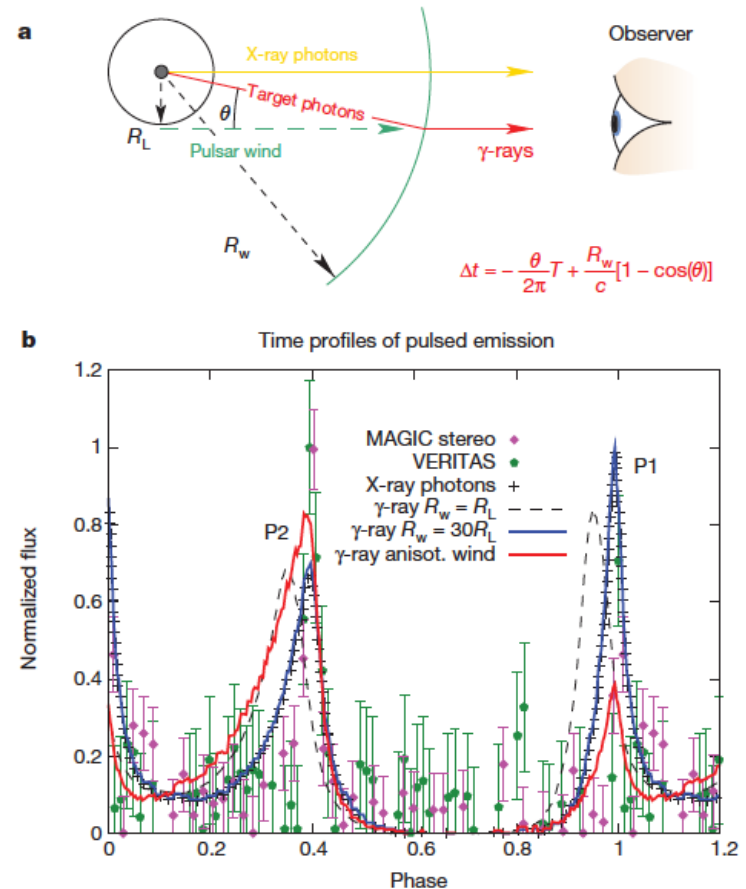 a
Observer
X-ray photons
Target photons
θ
R_L
Pulsar wind
γ-rays
R_w
Δt = − θ/2π T + R_w/c [1 − cos(θ)]
b
Time profiles of pulsed emission
1.2
1
0.8
0.6
0.4
0.2
0
Normalized flux
MAGIC stereo
VERITAS
X-ray photons
γ-ray R_w = R_L
γ-ray R_w = 30R_L
γ-ray anisot. wind
P2
P1
0 0.2 0.4 0.6 0.8 1 1.2
Phase